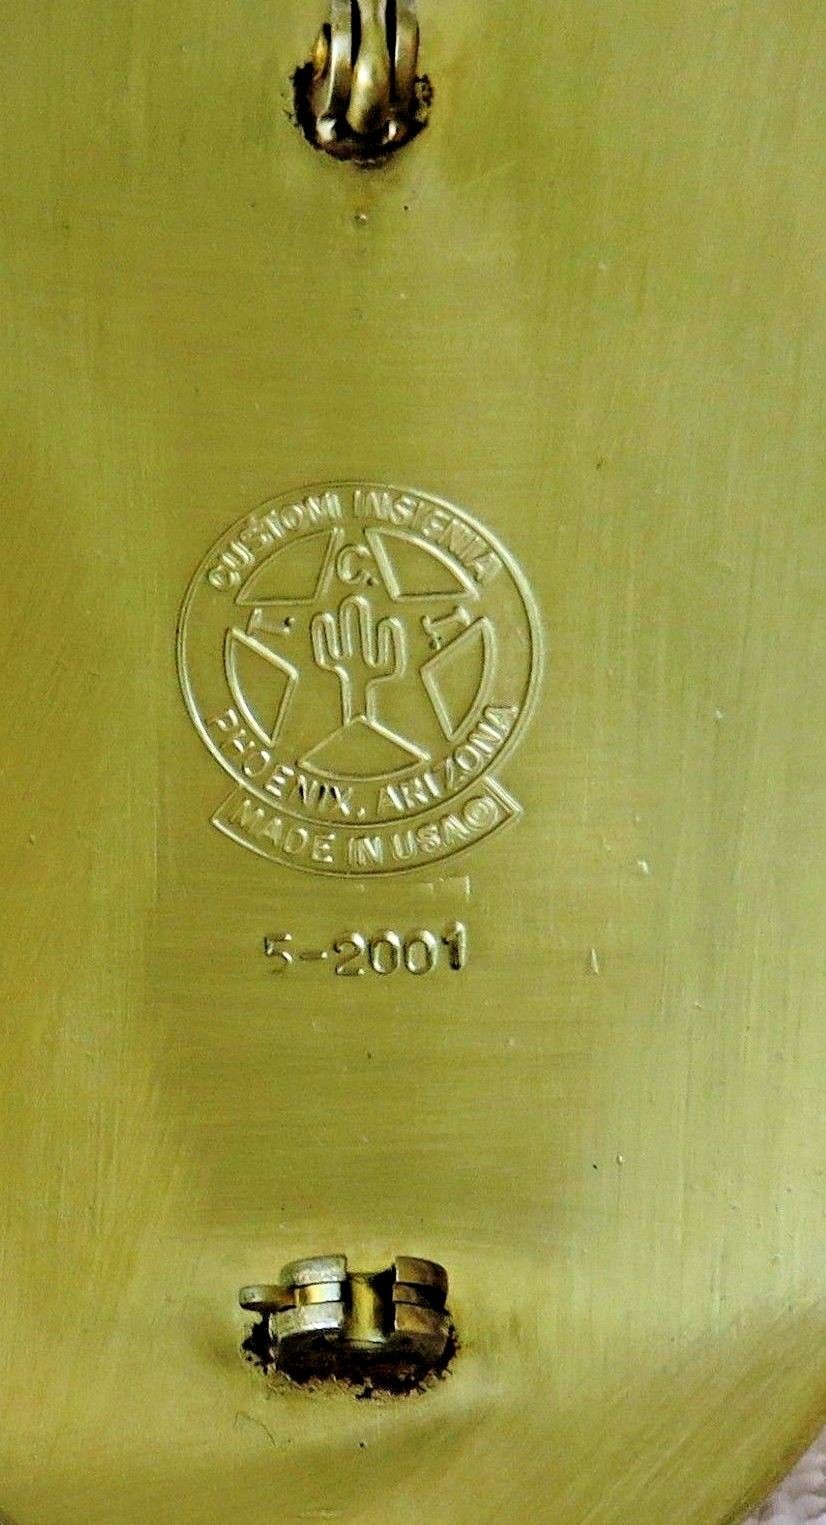 CUSTOM INSIGNIA
T. C. I.
PHOENIX, ARIZONA
MADE IN USA ®
5-2001